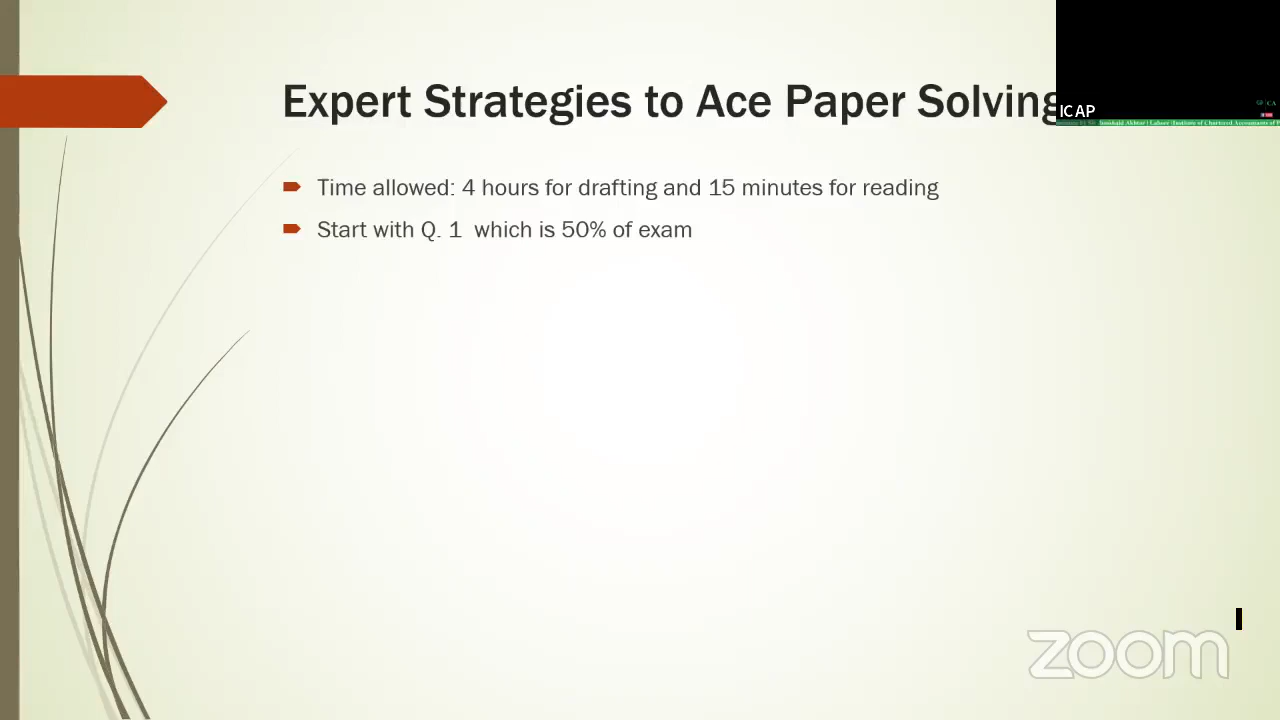 Expert Strategies to Ace Paper Solving
ICAP
Time allowed: 4 hours for drafting and 15 minutes for reading
Start with Q. 1 which is 50% of exam
zoom